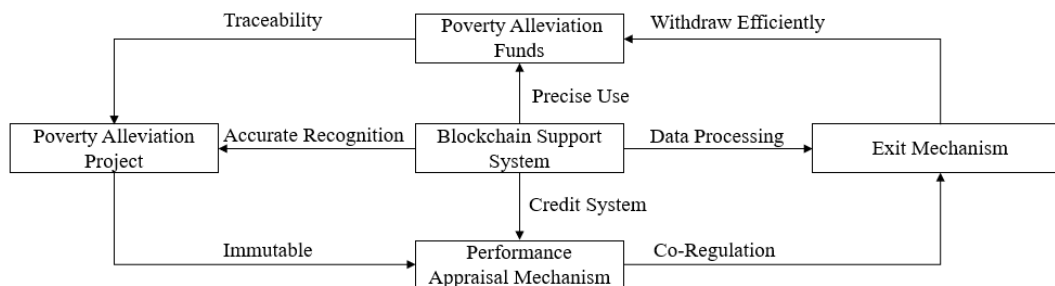 Traceability
Poverty Alleviation
Funds
Withdraw Efficiently
Precise Use
Poverty Alleviation
Project
Accurate Recognition
Blockchain Support
System
Data Processing
Exit Mechanism
Credit System
Immutable
Performance
Appraisal Mechanism
Co-Regulation